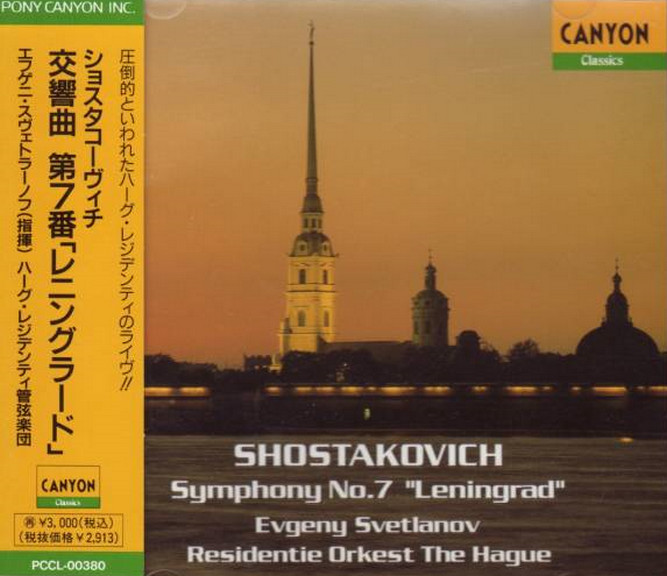 PONY CANYON INC.
圧倒的といわれたハーグ・レジデンティのライヴ!!
ショスタコーヴィチ
交響曲 第7番「レニングラード」
エフゲニ・スヴェトラーノフ(指揮) ハーグ・レジデンティ管弦楽団
CANYON
Classics
㊕ ¥3,000(税込)
(税抜価格 ¥2,913)
PCCL-00380
CANYON
Classics
SHOSTAKOVICH
Symphony No.7 "Leningrad"
Evgeny Svetlanov
Residentie Orkest The Hague